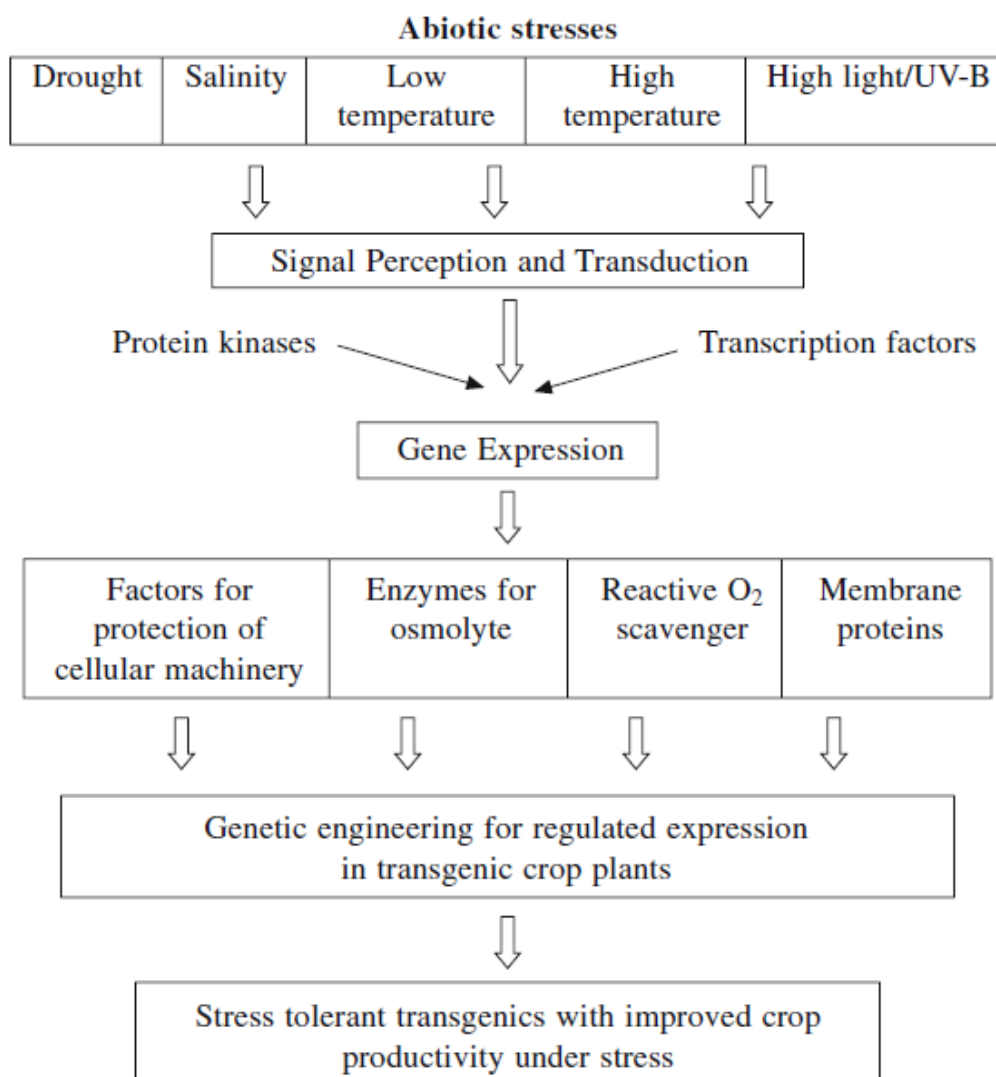 Abiotic stresses
Drought
Salinity
Low
temperature
High
temperature
High light/UV-B
Signal Perception and Transduction
Protein kinases
Transcription factors
Gene Expression
Factors for
protection of
cellular machinery
Enzymes for
osmolyte
Reactive O₂
scavenger
Membrane
proteins
Genetic engineering for regulated expression
in transgenic crop plants
Stress tolerant transgenics with improved crop
productivity under stress